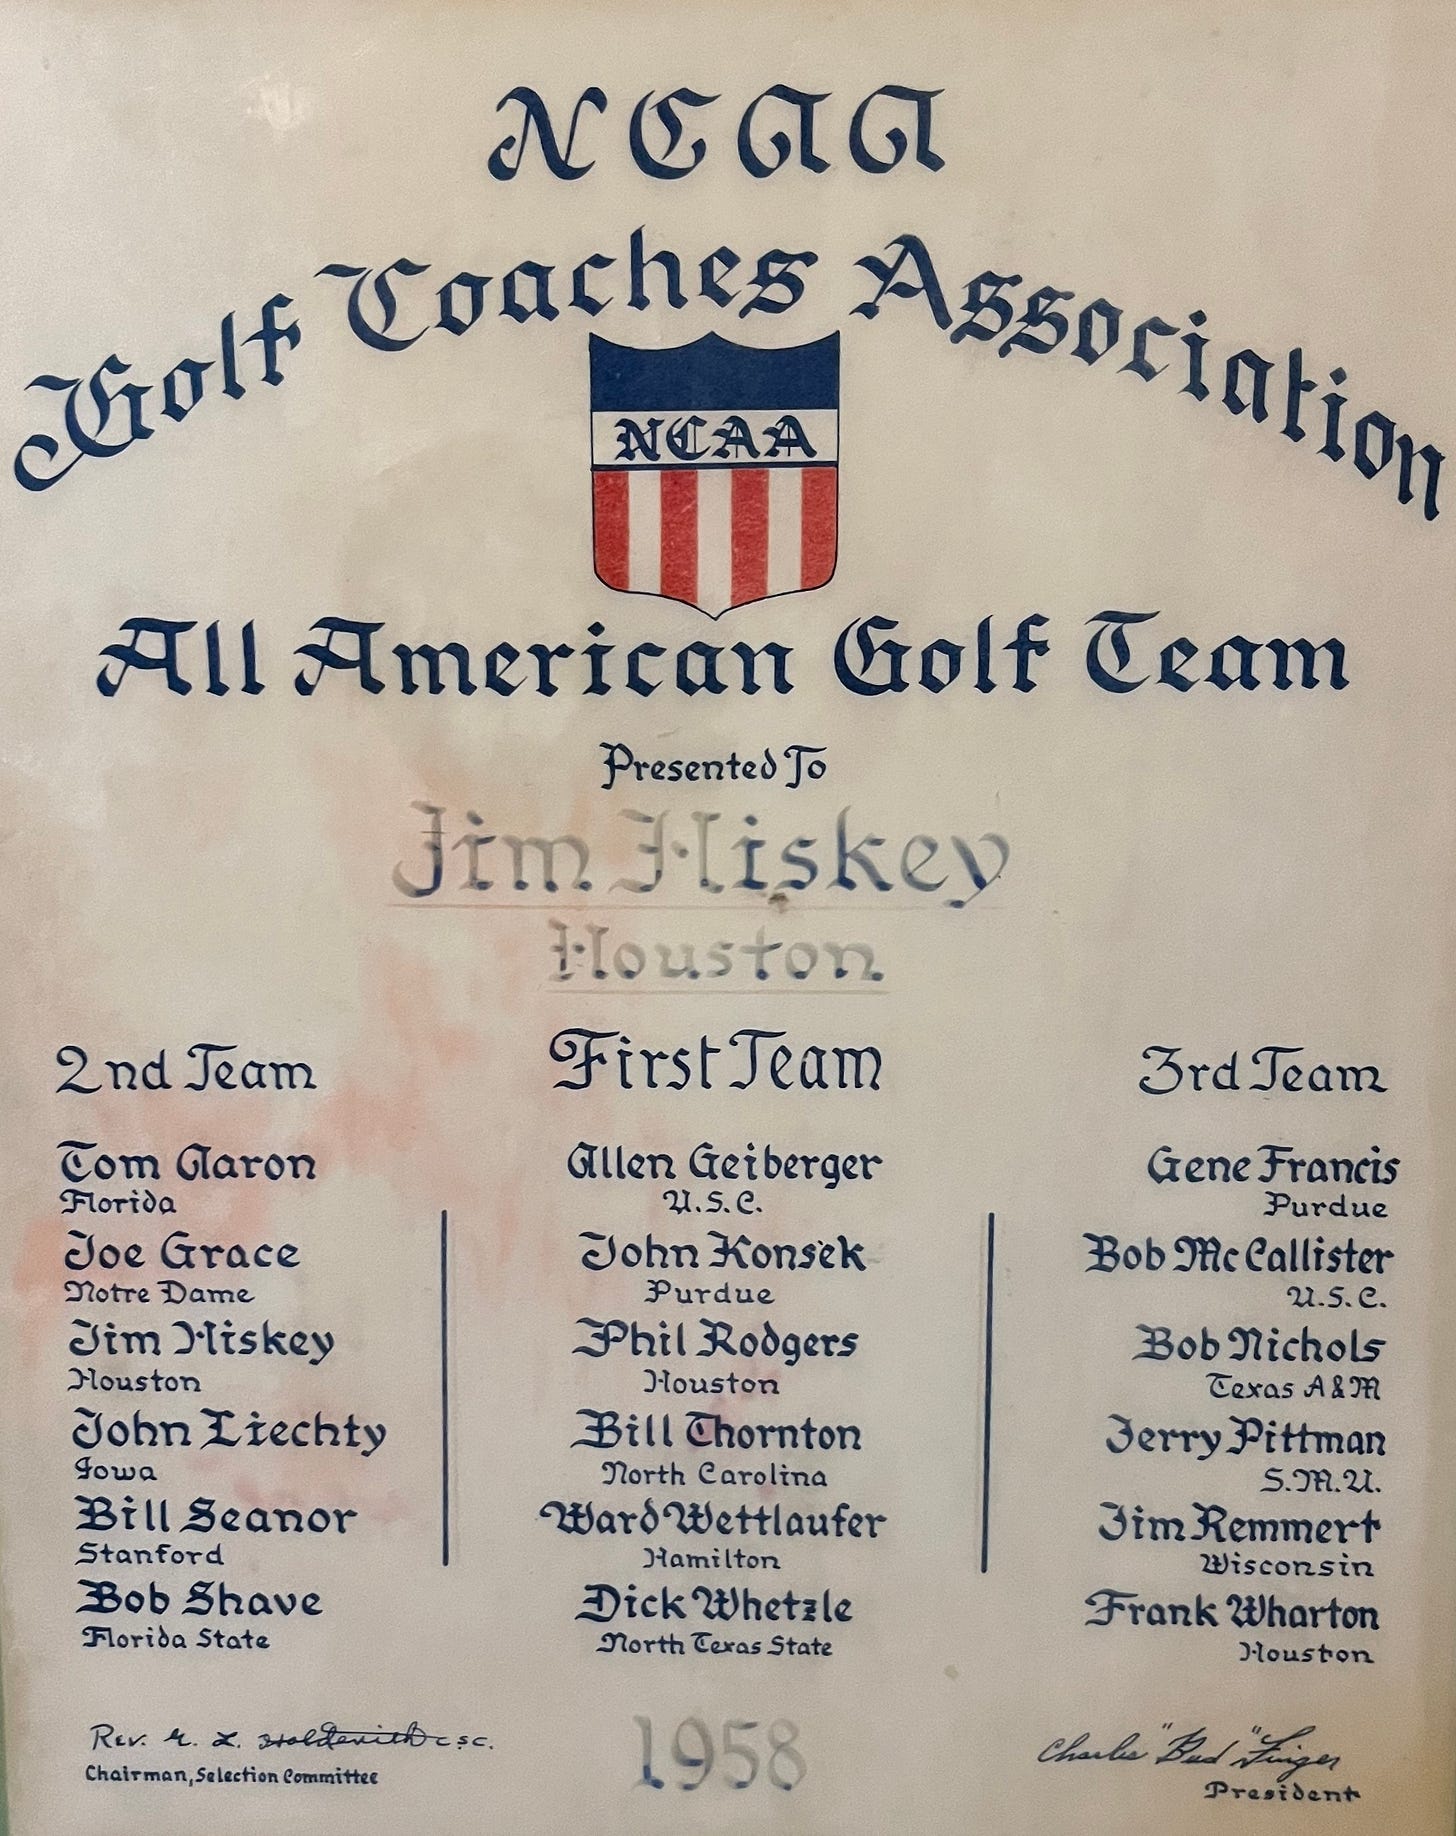 NCAA
Golf Coaches Association
NCAA
All American Golf Team
Presented To
Jim Hiskey
Houston
2nd Team
Tom Aaron
Florida
Joe Grace
Notre Dame
Jim Hiskey
Houston
John Liechty
Iowa
Bill Seanor
Stanford
Bob Shave
Florida State
First Team
Allen Geiberger
U.S.C.
John Konsek
Purdue
Phil Rodgers
Houston
Bill Thornton
North Carolina
Ward Wettlaufer
Hamilton
Dick Whetzle
North Texas State
3rd Team
Gene Francis
Purdue
Bob McCallister
U.S.C.
Bob Nichols
Texas A&M
Jerry Pittman
S.M.U.
Jim Remmert
Wisconsin
Frank Wharton
Houston
Rev. c.s.c.
Chairman, Selection Committee
1958
Charlie "Bud" Finger
President